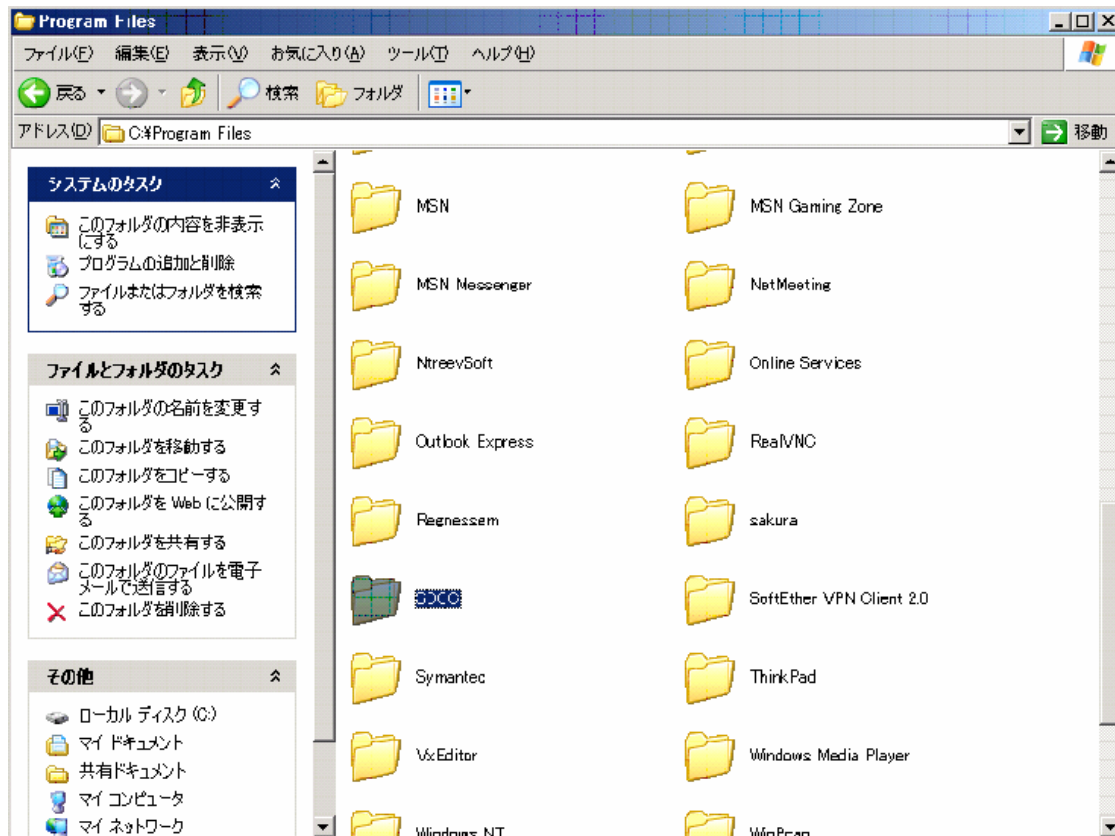 Program Files
ファイル(F) 編集(E) 表示(V) お気に入り(A) ツール(T) ヘルプ(H)
戻る 検索 フォルダ
アドレス(D) C:¥Program Files 移動
システムのタスク
このフォルダの内容を非表示
にする
プログラムの追加と削除
ファイルまたはフォルダを検索
する
ファイルとフォルダのタスク
このフォルダの名前を変更す
る
このフォルダを移動する
このフォルダをコピーする
このフォルダを Web に公開す
る
このフォルダを共有する
このフォルダのファイルを電子
メールで送信する
このフォルダを削除する
その他
ローカル ディスク (C:)
マイ ドキュメント
共有ドキュメント
マイ コンピュータ
マイ ネットワーク
MSN
MSN Gaming Zone
MSN Messenger
NetMeeting
NtreevSoft
Online Services
Outlook Express
RealVNC
Regnessem
sakura
SoftEther VPN Client 2.0
Symantec
ThinkPad
VxEditor
Windows Media Player
Windows NT
WinPcap